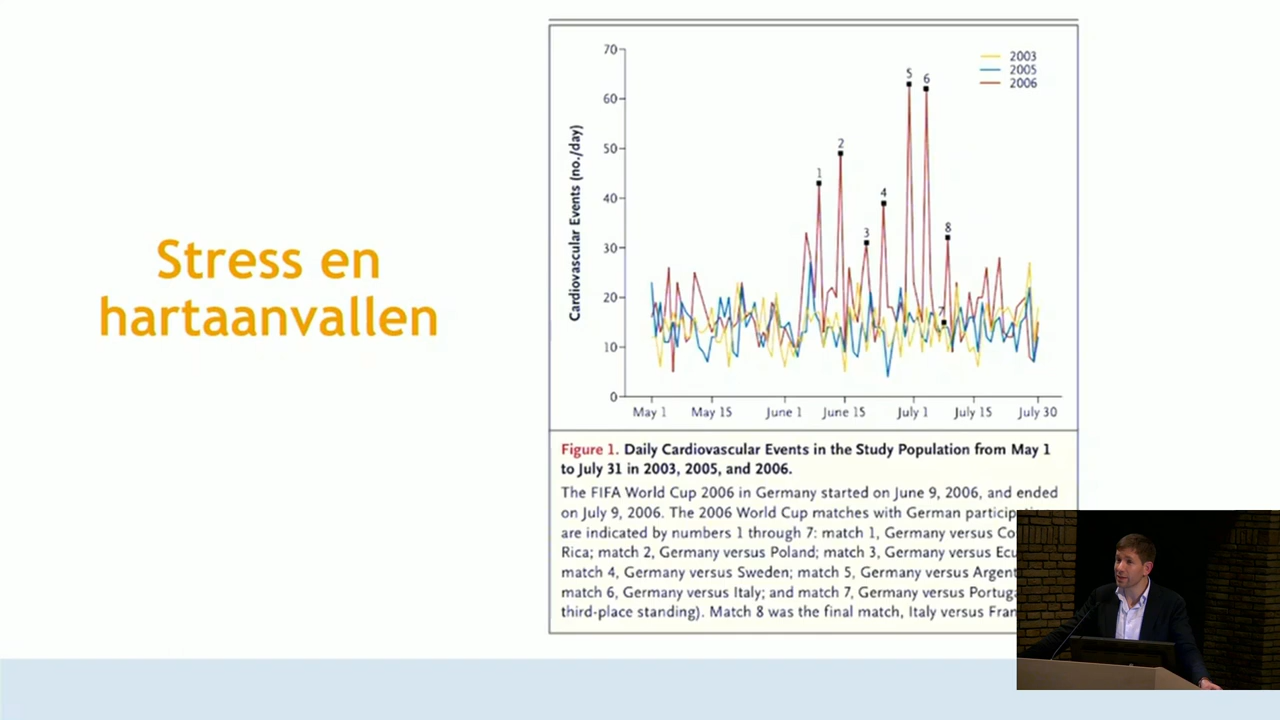 Stress en
hartaanvallen
70
60
50
40
30
20
10
0
Cardiovascular Events (no./day)
2003
2005
2006
1
2
3
4
5
6
7
8
May 1
May 15
June 1
June 15
July 1
July 15
July 30
Figure 1. Daily Cardiovascular Events in the Study Population from May 1
to July 31 in 2003, 2005, and 2006.
The FIFA World Cup 2006 in Germany started on June 9, 2006, and ended
on July 9, 2006. The 2006 World Cup matches with German
are indicated by numbers 1 through 7: match 1, Germany versus
Rica; match 2, Germany versus Poland; match 3, Germany versus
match 4, Germany versus Sweden; match 5, Germany versus
match 6, Germany versus Italy; and match 7, Germany versus
third-place standing). Match 8 was the final match, Italy versus